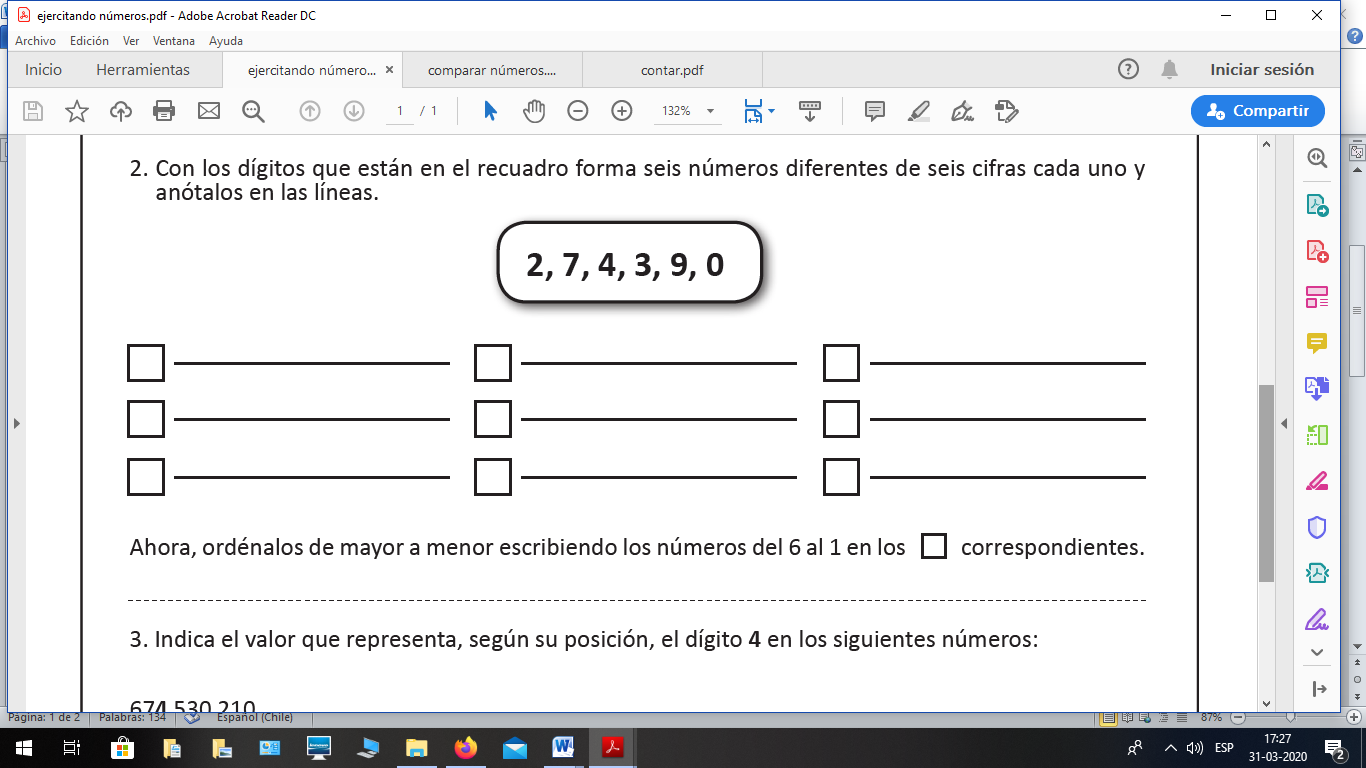 ejercitando números.pdf - Adobe Acrobat Reader DC
Archivo Edición Ver Ventana Ayuda
Inicio Herramientas ejercitando número... × comparar números.... contar.pdf Iniciar sesión
1 / 1 132% Compartir
2. Con los dígitos que están en el recuadro forma seis números diferentes de seis cifras cada uno y
anótalos en las líneas.
2, 7, 4, 3, 9, 0
Ahora, ordénalos de mayor a menor escribiendo los números del 6 al 1 en los correspondientes.
3. Indica el valor que representa, según su posición, el dígito 4 en los siguientes números:
674 530 210
Página: 1 de 2 Palabras: 134 Español (Chile) 87%
17:27
ESP
31-03-2020 2